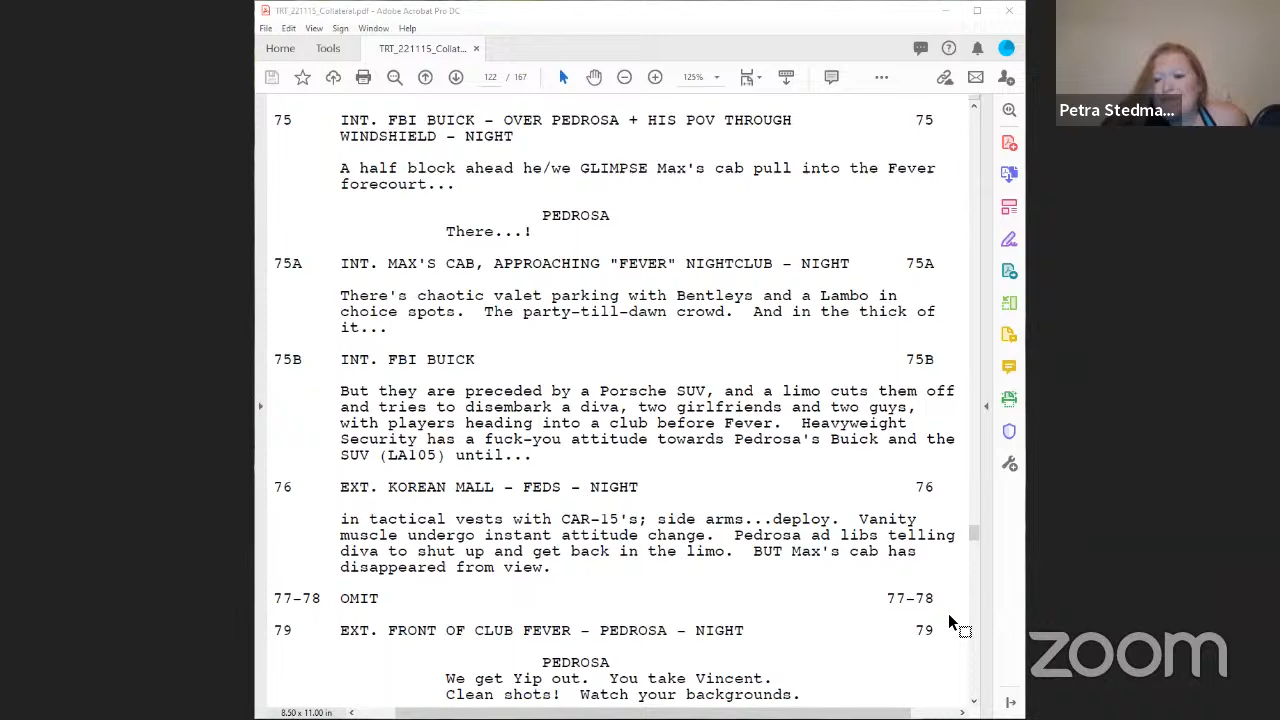 TRT_221115_Collateral.pdf - Adobe Acrobat Pro DC
File Edit View Sign Window Help
Home Tools TRT_221115_Collat... ×
122 / 167 125%
75 INT. FBI BUICK – OVER PEDROSA + HIS POV THROUGH 75
WINDSHIELD – NIGHT
A half block ahead he/we GLIMPSE Max's cab pull into the Fever
forecourt...
PEDROSA
There...!
75A INT. MAX'S CAB, APPROACHING "FEVER" NIGHTCLUB – NIGHT 75A
There's chaotic valet parking with Bentleys and a Lambo in
choice spots. The party-till-dawn crowd. And in the thick of
it...
75B INT. FBI BUICK 75B
But they are preceded by a Porsche SUV, and a limo cuts them off
and tries to disembark a diva, two girlfriends and two guys,
with players heading into a club before Fever. Heavyweight
Security has a fuck-you attitude towards Pedrosa's Buick and the
SUV (LA105) until...
76 EXT. KOREAN MALL – FEDS – NIGHT 76
in tactical vests with CAR-15's; side arms...deploy. Vanity
muscle undergo instant attitude change. Pedrosa ad libs telling
diva to shut up and get back in the limo. BUT Max's cab has
disappeared from view.
77–78 OMIT 77–78
79 EXT. FRONT OF CLUB FEVER – PEDROSA – NIGHT 79
PEDROSA
We get Yip out. You take Vincent.
Clean shots! Watch your backgrounds.
8.50 x 11.00 in
Petra Stedma...
zoom